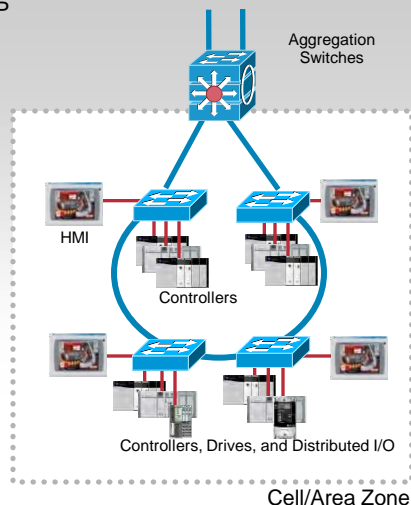 Aggregation
Switches
HMI
Controllers
Controllers, Drives, and Distributed I/O
Cell/Area Zone